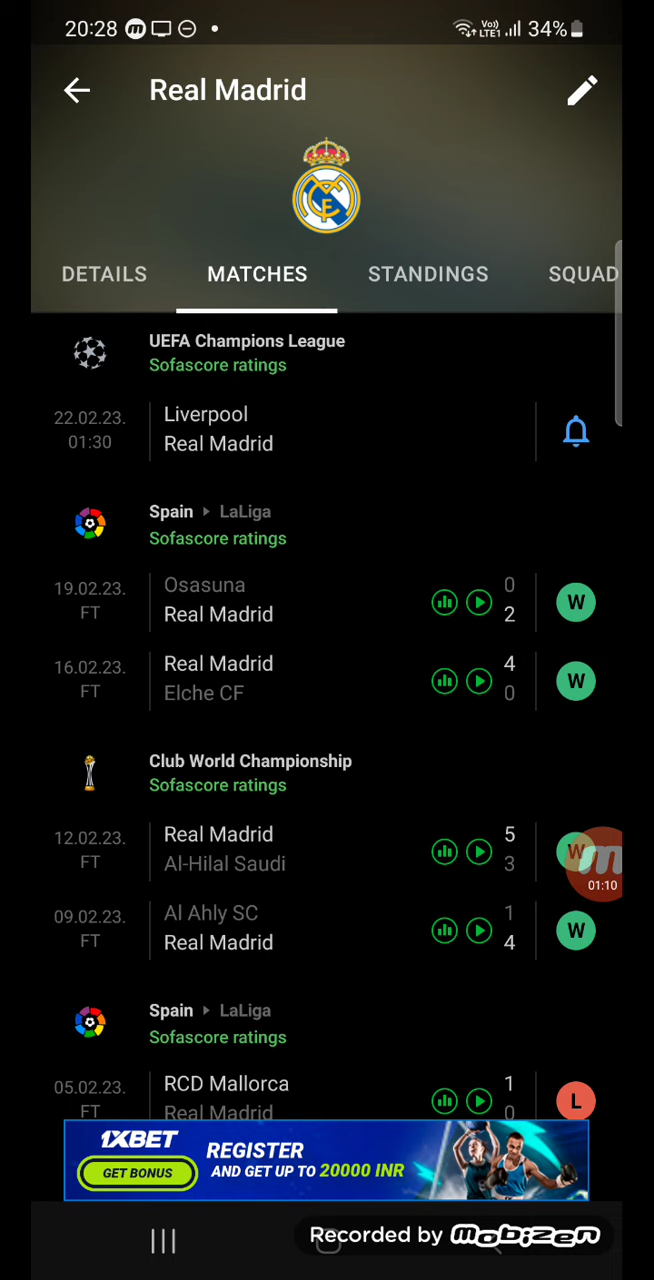 20:28
Vo))
LTE1
34%
Real Madrid
DETAILS MATCHES STANDINGS SQUAD
UEFA Champions League
Sofascore ratings
22.02.23.
01:30
Liverpool
Real Madrid
Spain LaLiga
Sofascore ratings
19.02.23.
FT
Osasuna 0
Real Madrid 2
W
16.02.23.
FT
Real Madrid 4
Elche CF 0
W
Club World Championship
Sofascore ratings
12.02.23.
FT
Real Madrid 5
Al-Hilal Saudi 3
W
01:10
09.02.23.
FT
Al Ahly SC 1
Real Madrid 4
W
Spain LaLiga
Sofascore ratings
05.02.23.
FT
RCD Mallorca 1
Real Madrid 0
L
1XBET
GET BONUS
REGISTER
AND GET UP TO 20000 INR
Recorded by mobizen